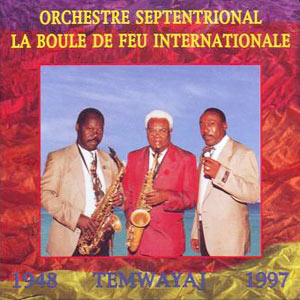 ORCHESTRE SEPTENTRIONAL
LA BOULE DE FEU INTERNATIONALE
1948 TEMWAYAJ 1997